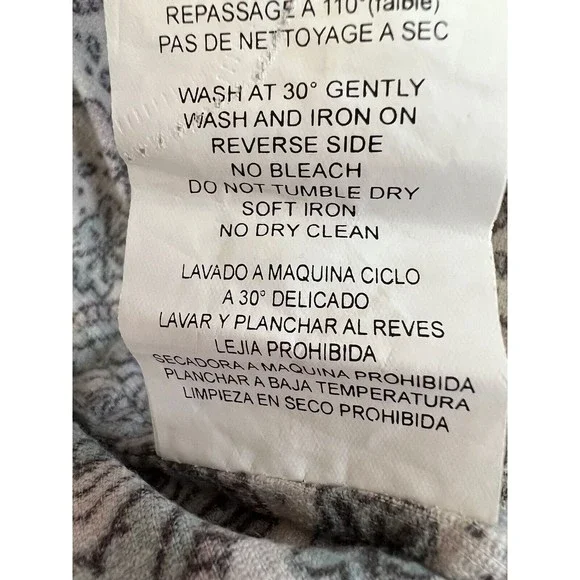 REPASSAGE A 110°(faible)
PAS DE NETTOYAGE A SEC
WASH AT 30° GENTLY
WASH AND IRON ON
REVERSE SIDE
NO BLEACH
DO NOT TUMBLE DRY
SOFT IRON
NO DRY CLEAN
LAVADO A MAQUINA CICLO
A 30° DELICADO
LAVAR Y PLANCHAR AL REVES
LEJIA PROHIBIDA
SECADORA A MAQUINA PROHIBIDA
PLANCHAR A BAJA TEMPERATURA
LIMPIEZA EN SECO PROHIBIDA